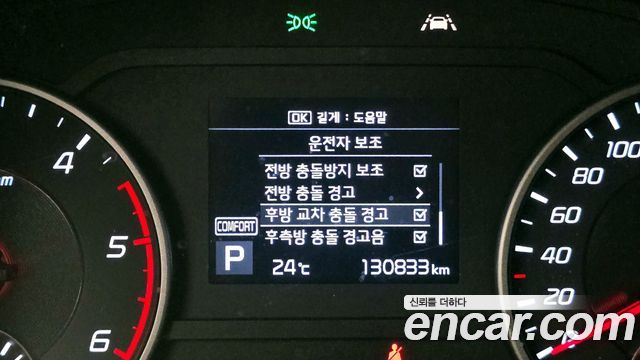 OK 길게 : 도움말
운전자 보조
전방 충돌방지 보조
전방 충돌 경고
후방 교차 충돌 경고
COMFORT
후측방 충돌 경고음
P
24℃
130833 km
4
5
6
100
80
60
20
신뢰를 더하다
encar.com